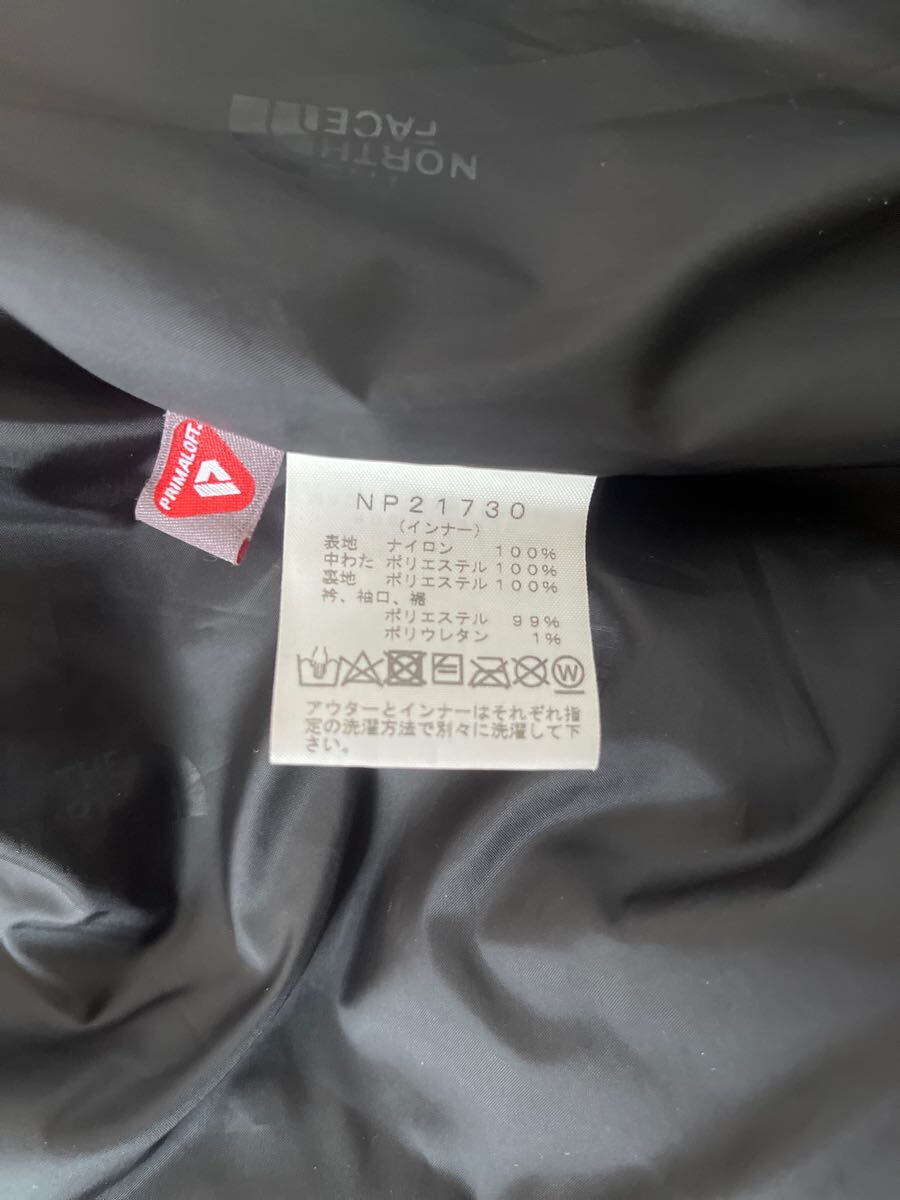 NORTH
FACE
PRIMALOFT
NP21730
(インナー)
表地 ナイロン 100%
中わた ポリエステル 100%
裏地 ポリエステル 100%
衿、袖口、裾
ポリエステル 99%
ポリウレタン 1%
W
アウターとインナーはそれぞれ指
定の洗濯方法で別々に洗濯して下
さい。
THE